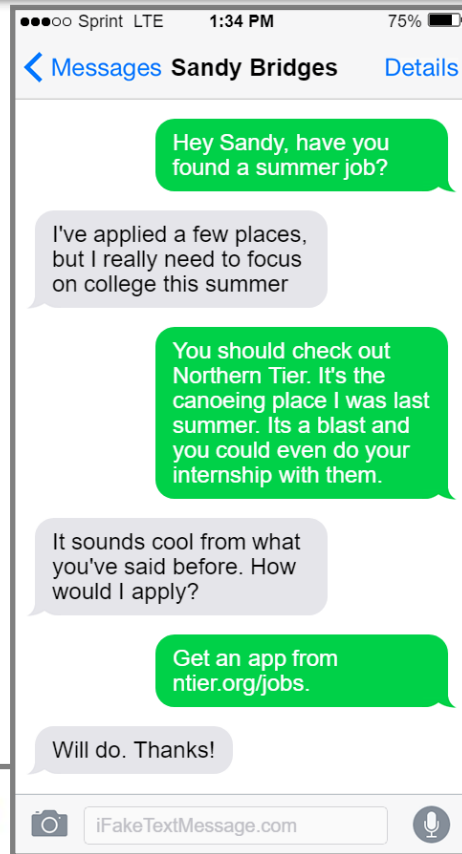 ●●●○○ Sprint LTE 1:34 PM 75%
Messages Sandy Bridges Details
Hey Sandy, have you
found a summer job?
I've applied a few places,
but I really need to focus
on college this summer
You should check out
Northern Tier. It's the
canoeing place I was last
summer. Its a blast and
you could even do your
internship with them.
It sounds cool from what
you've said before. How
would I apply?
Get an app from
ntier.org/jobs.
Will do. Thanks!
iFakeTextMessage.com